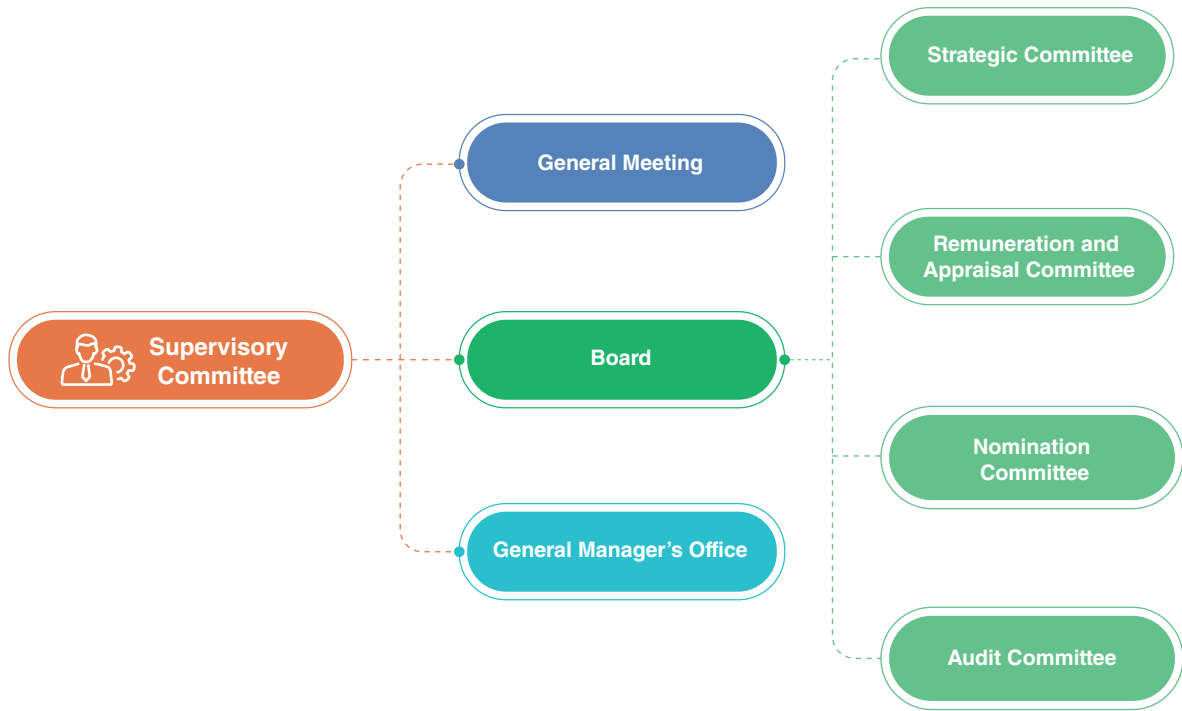 Supervisory
Committee
General Meeting
Board
General Manager’s Office
Strategic Committee
Remuneration and
Appraisal Committee
Nomination
Committee
Audit Committee